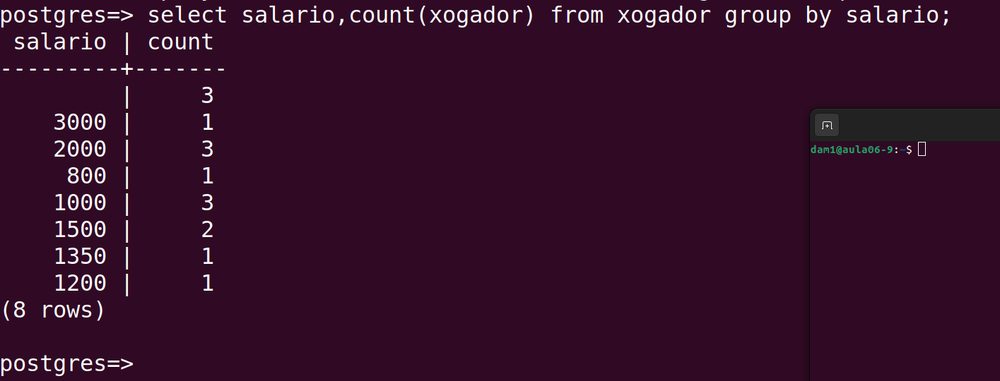 postgres=> select salario,count(xogador) from xogador group by salario;
 salario | count
---------+-------
         |     3
    3000 |     1
    2000 |     3
     800 |     1
    1000 |     3
    1500 |     2
    1350 |     1
    1200 |     1
(8 rows)
postgres=>
dam1@aula06-9:~$